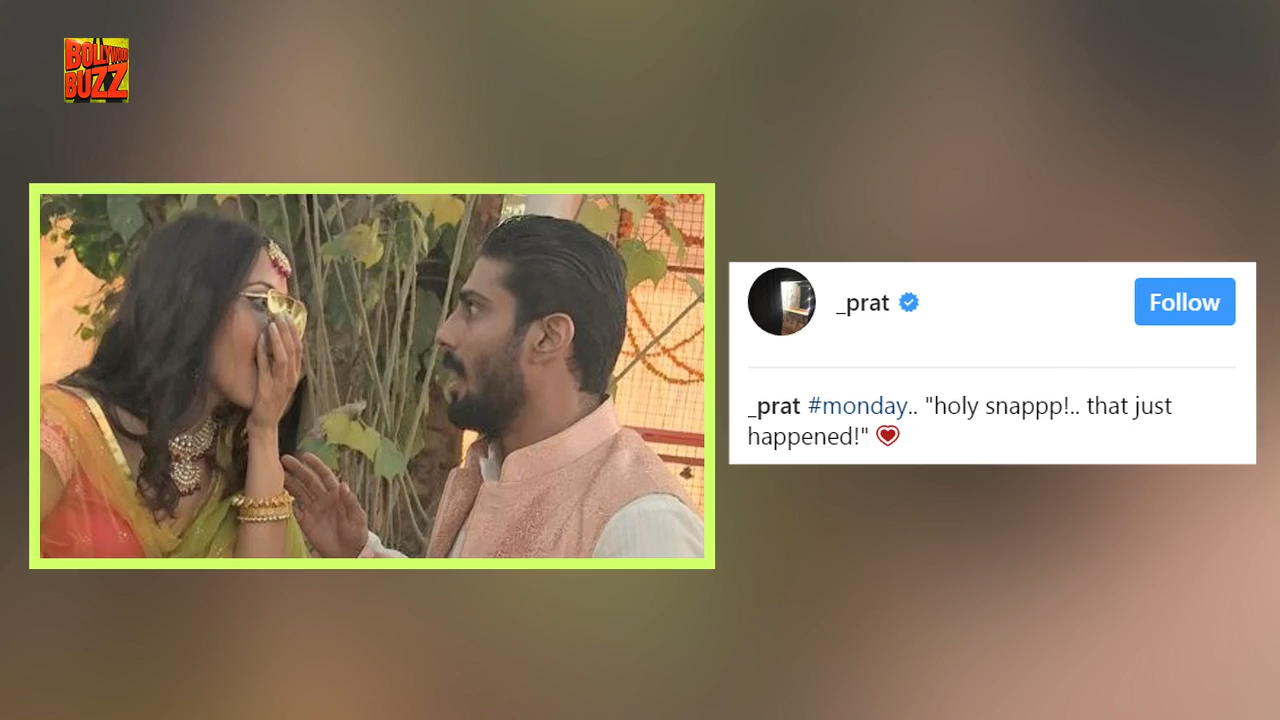 BOLLYWOOD
BUZZ
_prat
Follow
_prat #monday.. "holy snappp!.. that just
happened!"